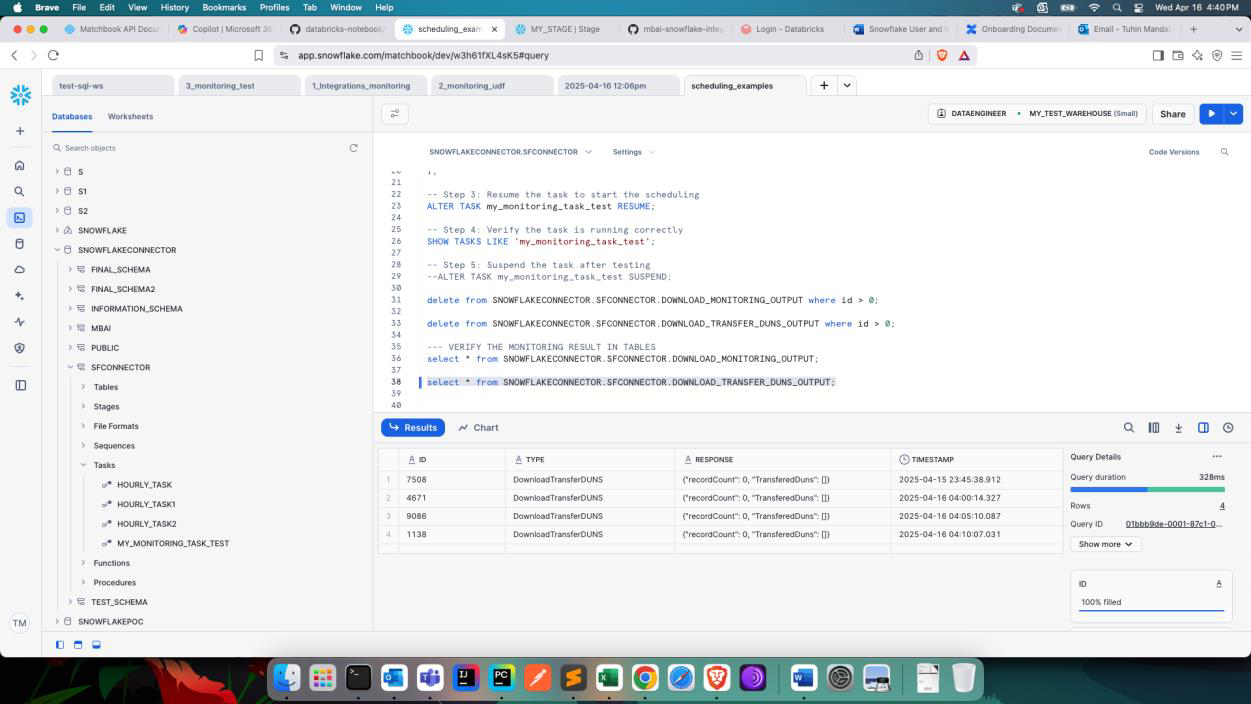 Brave File Edit View History Bookmarks Profiles Tab Window Help Wed Apr 16 4:40 PM
Matchbook API Docum Copilot | Microsoft 36 databricks-notebook/ scheduling_exam MY_STAGE | Stage mbai-snowflake-integ Login - Databricks Snowflake User and I Onboarding Documen Email - Tuhin Mandal
app.snowflake.com/matchbook/dev/w3h61fXL4sK5#query
test-sql-ws 3_monitoring_test 1_Integrations_monitoring 2_monitoring_udf 2025-04-16 12:06pm scheduling_examples
Databases Worksheets
DATAENGINEER • MY_TEST_WAREHOUSE (Small) Share
Search objects
SNOWFLAKECONNECTOR.SFCONNECTOR Settings Code Versions
S
S1
S2
SNOWFLAKE
SNOWFLAKECONNECTOR
FINAL_SCHEMA
FINAL_SCHEMA2
INFORMATION_SCHEMA
MBAI
PUBLIC
SFCONNECTOR
Tables
Stages
File Formats
Sequences
Tasks
HOURLY_TASK
HOURLY_TASK1
HOURLY_TASK2
MY_MONITORING_TASK_TEST
Functions
Procedures
TEST_SCHEMA
SNOWFLAKEPOC
TM
21
22 -- Step 3: Resume the task to start the scheduling
23 ALTER TASK my_monitoring_task_test RESUME;
24
25 -- Step 4: Verify the task is running correctly
26 SHOW TASKS LIKE 'my_monitoring_task_test';
27
28 -- Step 5: Suspend the task after testing
29 --ALTER TASK my_monitoring_task_test SUSPEND;
30
31 delete from SNOWFLAKECONNECTOR.SFCONNECTOR.DOWNLOAD_MONITORING_OUTPUT where id > 0;
32
33 delete from SNOWFLAKECONNECTOR.SFCONNECTOR.DOWNLOAD_TRANSFER_DUNS_OUTPUT where id > 0;
34
35 --- VERIFY THE MONITORING RESULT IN TABLES
36 select * from SNOWFLAKECONNECTOR.SFCONNECTOR.DOWNLOAD_MONITORING_OUTPUT;
37
38 select * from SNOWFLAKECONNECTOR.SFCONNECTOR.DOWNLOAD_TRANSFER_DUNS_OUTPUT;
39
40
Results Chart
ID TYPE RESPONSE TIMESTAMP
1 7508 DownloadTransferDUNS {"recordCount": 0, "TransferedDuns": []} 2025-04-15 23:45:38.912
2 4671 DownloadTransferDUNS {"recordCount": 0, "TransferedDuns": []} 2025-04-16 04:00:14.327
3 9086 DownloadTransferDUNS {"recordCount": 0, "TransferedDuns": []} 2025-04-16 04:05:10.087
4 1138 DownloadTransferDUNS {"recordCount": 0, "TransferedDuns": []} 2025-04-16 04:10:07.031
Query Details ...
Query duration 328ms
Rows 4
Query ID 01bbb9de-0001-87c1-0...
Show more
ID A
100% filled